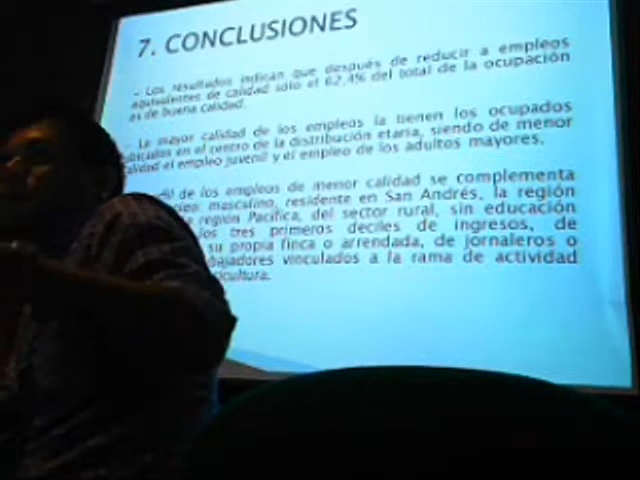 7. CONCLUSIONES
- Los resultados indican que después de reducir a empleos
equivalentes de calidad solo el 62,4% del total de la ocupación
es de buena calidad.
- La mayor calidad de los empleos la tienen los ocupados
ubicados en el centro de la distribución etaria, siendo de menor
calidad el empleo juvenil y el empleo de los adultos mayores.
de los empleos de menor calidad se complementa
masculino, residente en San Andrés, la región
región Pacífica, del sector rural, sin educación
los tres primeros deciles de ingresos, de
su propia finca o arrendada, de jornaleros o
bajadores vinculados a la rama de actividad
icultura.